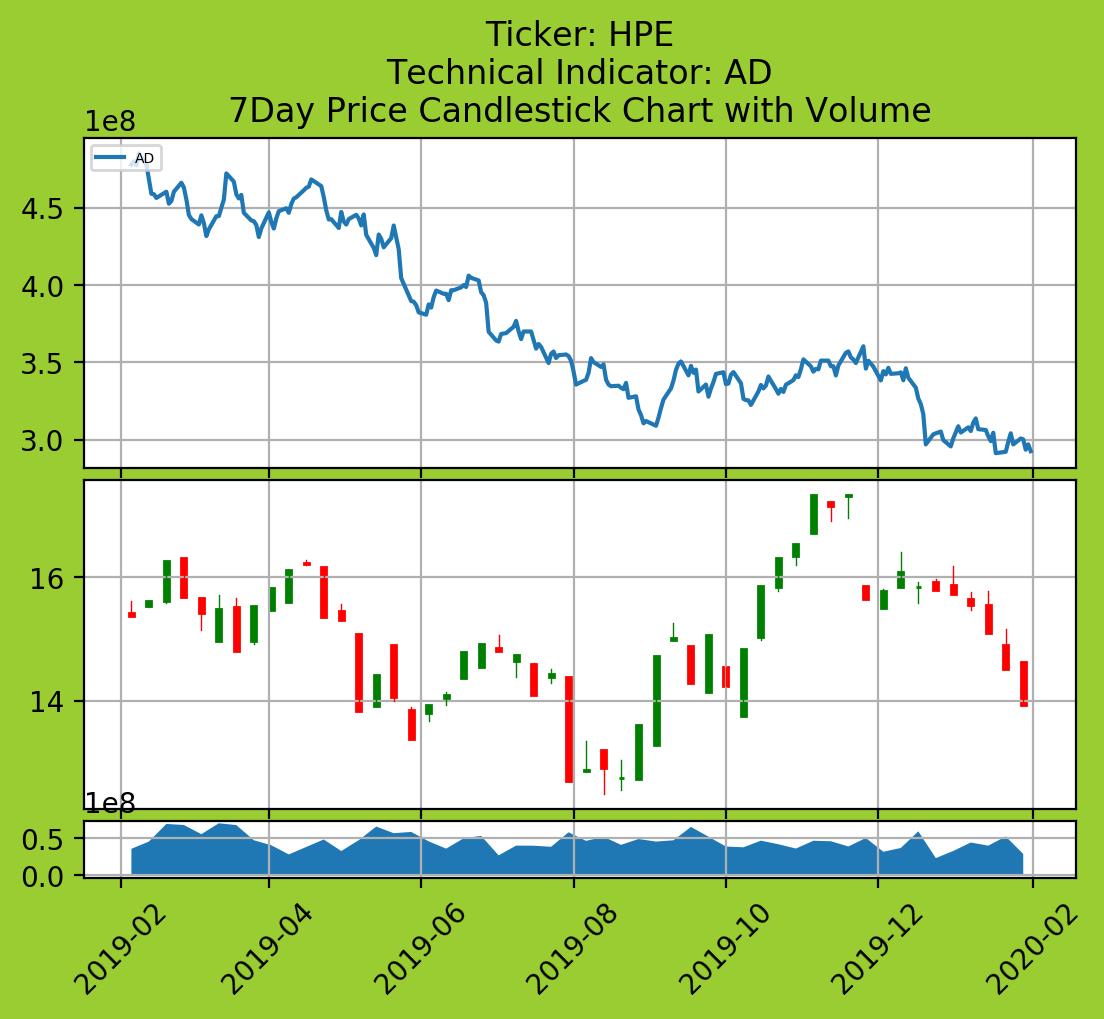 Ticker: HPE
Technical Indicator: AD
7Day Price Candlestick Chart with Volume
1e8
AD
4.5
4.0
3.5
3.0
16
14
1e8
0.5
0.0
2019-02
2019-04
2019-06
2019-08
2019-10
2019-12
2020-02